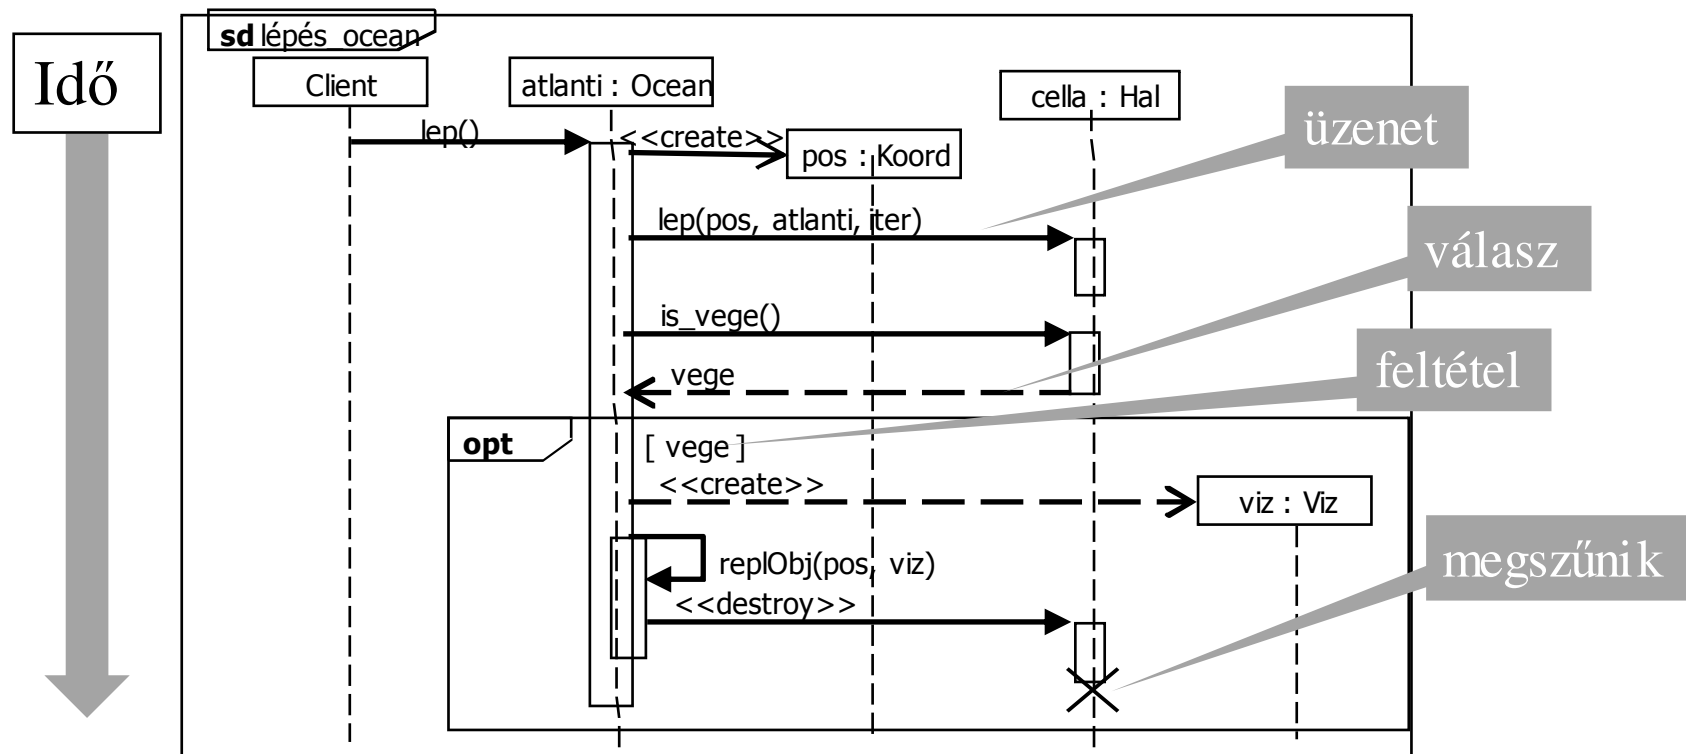 sd lépés_ocean
Idő
Client
atlanti : Ocean
cella : Hal
lep()
<<create>>
pos : Koord
üzenet
lep(pos, atlanti, iter)
válasz
is_vege()
vege
feltétel
opt
[ vege ]
<<create>>
viz : Viz
replObj(pos, viz)
megszűnik
<<destroy>>